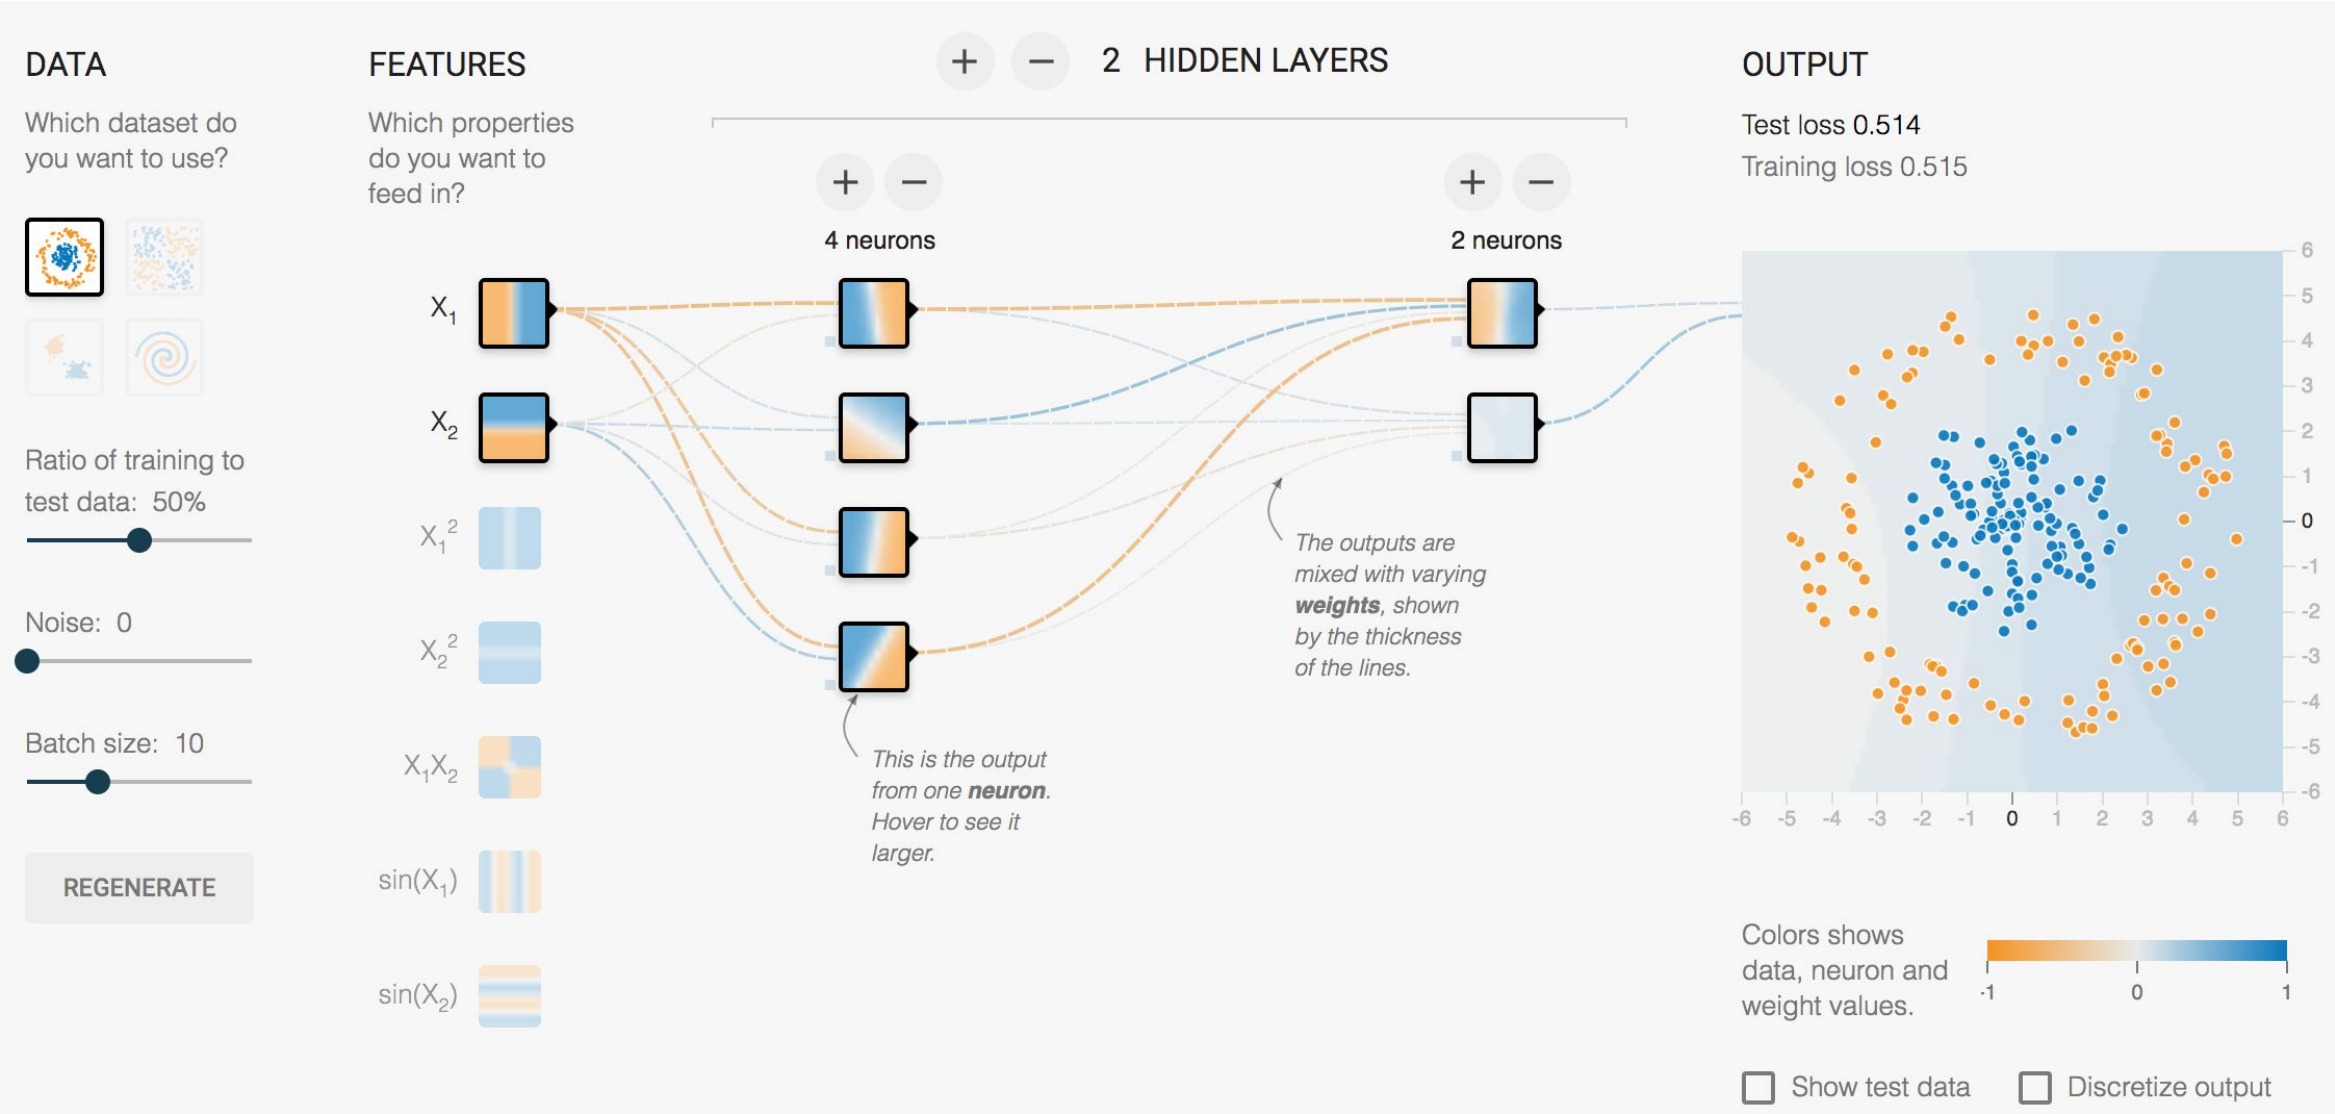 DATA
Which dataset do
you want to use?
Ratio of training to
test data: 50%
Noise: 0
Batch size: 10
REGENERATE
FEATURES
Which properties
do you want to
feed in?
X1
X2
X1²
X2²
X1X2
sin(X1)
sin(X2)
+ − 2 HIDDEN LAYERS
+ −
4 neurons
+ −
2 neurons
This is the output
from one neuron.
Hover to see it
larger.
The outputs are
mixed with varying
weights, shown
by the thickness
of the lines.
OUTPUT
Test loss 0.514
Training loss 0.515
6
5
4
3
2
1
0
-1
-2
-3
-4
-5
-6
-6 -5 -4 -3 -2 -1 0 1 2 3 4 5 6
Colors shows
data, neuron and
weight values.
-1 0 1
Show test data
Discretize output